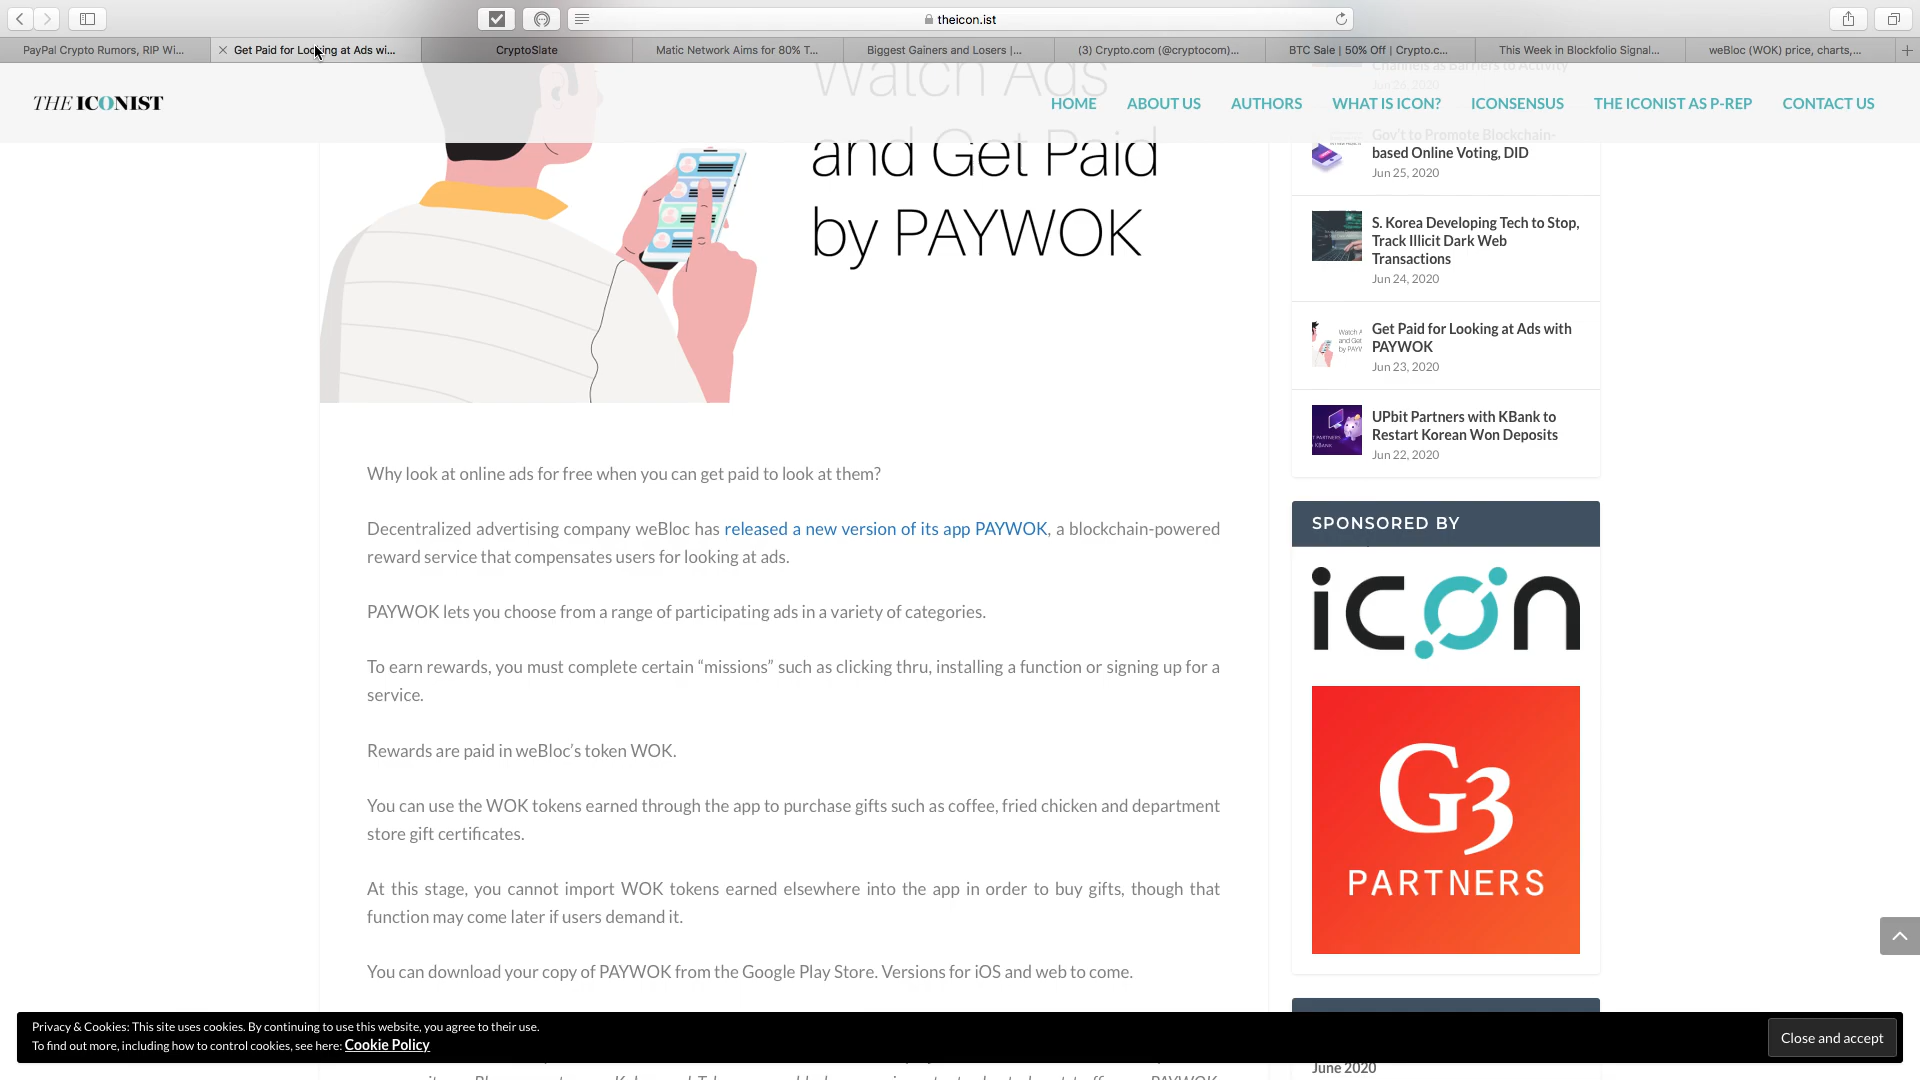 theicon.ist
PayPal Crypto Rumors, RIP Wi...
Get Paid for Looking at Ads wi...
CryptoSlate
Matic Network Aims for 80% T...
Biggest Gainers and Losers |...
(3) Crypto.com (@cryptocom)...
BTC Sale | 50% Off | Crypto.c...
This Week in Blockfolio Signal...
weBloc (WOK) price, charts,...
THE ICONIST
HOME
ABOUT US
AUTHORS
WHAT IS ICON?
ICONSENSUS
THE ICONIST AS P-REP
CONTACT US
Watch Ads
and Get Paid
by PAYWOK
Why look at online ads for free when you can get paid to look at them?
Decentralized advertising company weBloc has released a new version of its app PAYWOK, a blockchain-powered
reward service that compensates users for looking at ads.
PAYWOK lets you choose from a range of participating ads in a variety of categories.
To earn rewards, you must complete certain “missions” such as clicking thru, installing a function or signing up for a
service.
Rewards are paid in weBloc’s token WOK.
You can use the WOK tokens earned through the app to purchase gifts such as coffee, fried chicken and department
store gift certificates.
At this stage, you cannot import WOK tokens earned elsewhere into the app in order to buy gifts, though that
function may come later if users demand it.
You can download your copy of PAYWOK from the Google Play Store. Versions for iOS and web to come.
Channels as Barriers to Activity
Jun 26, 2020
Gov’t to Promote Blockchain-
based Online Voting, DID
Jun 25, 2020
S. Korea Developing Tech to Stop,
Track Illicit Dark Web
Transactions
Jun 24, 2020
Get Paid for Looking at Ads with
PAYWOK
Jun 23, 2020
UPbit Partners with KBank to
Restart Korean Won Deposits
Jun 22, 2020
SPONSORED BY
icon
G3
PARTNERS
Privacy & Cookies: This site uses cookies. By continuing to use this website, you agree to their use.
To find out more, including how to control cookies, see here: Cookie Policy
Close and accept
June 2020